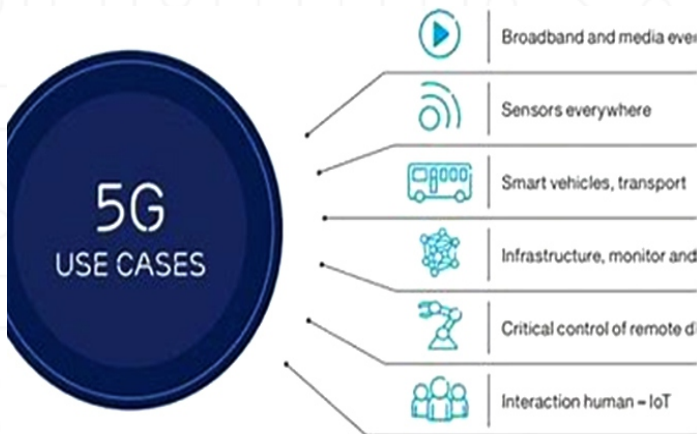 5G
USE CASES
Broadband and media
Sensors everywhere
Smart vehicles, transport
Infrastructure, monitor and
Critical control of remote
Interaction human – IoT